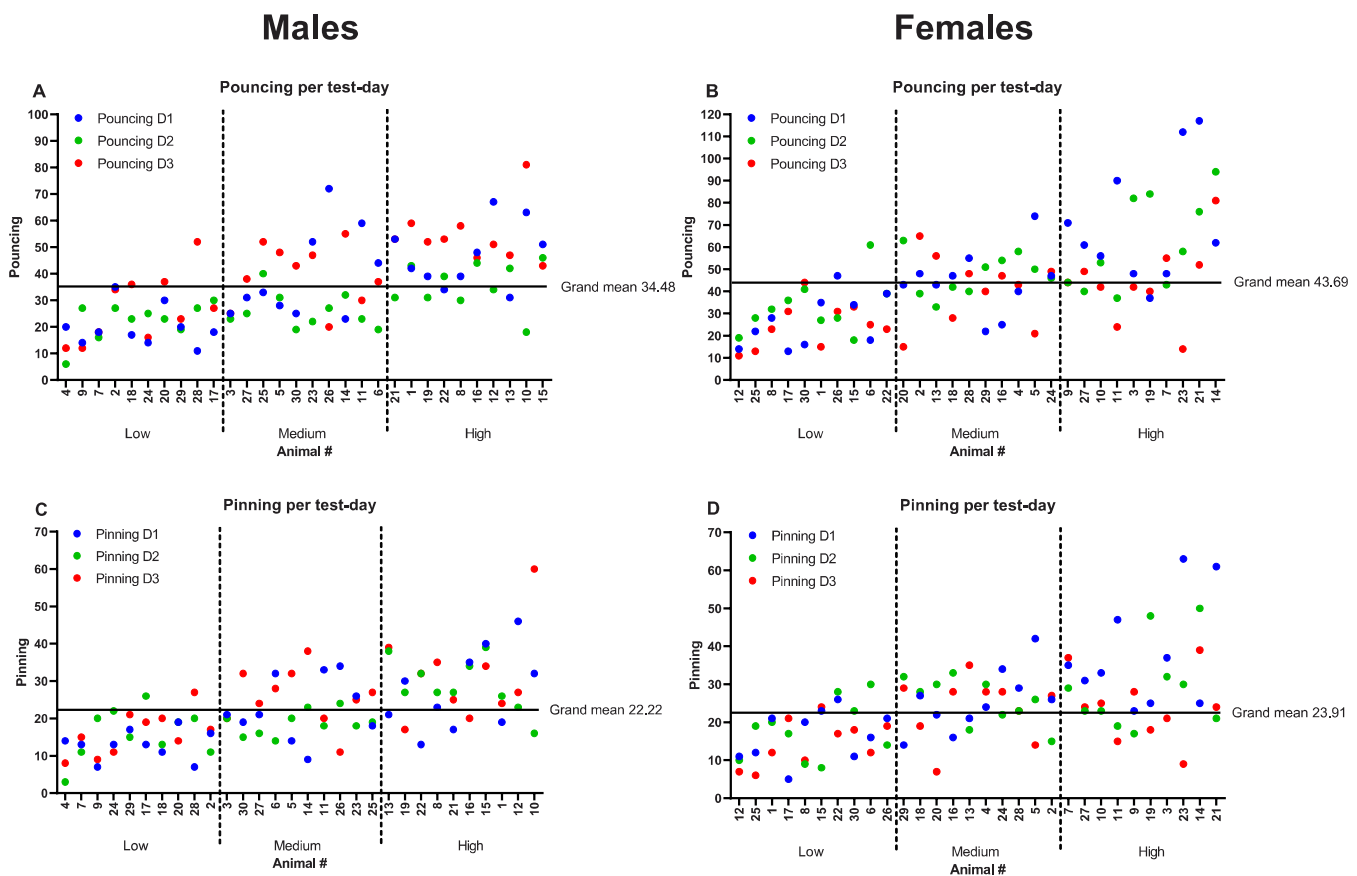 Males
Females
A
Pouncing per test-day
Pouncing D1
Pouncing D2
Pouncing D3
100
90
80
70
60
50
40
30
20
10
0
Pouncing
Grand mean 34.48
4 9 7 2 18 24 20 29 28 17 3 27 25 5 30 23 26 14 11 6 21 1 19 22 8 16 12 13 10 15
Low Medium High
Animal #
B
Pouncing per test-day
Pouncing D1
Pouncing D2
Pouncing D3
120
110
100
90
80
70
60
50
40
30
20
10
0
Pouncing
Grand mean 43.69
12 25 8 17 30 1 26 15 6 22 20 2 13 18 28 29 16 4 5 24 9 27 10 11 3 19 7 23 21 14
Low Medium High
Animal #
C
Pinning per test-day
Pinning D1
Pinning D2
Pinning D3
70
60
50
40
30
20
10
0
Pinning
Grand mean 22.22
4 7 9 24 29 17 18 20 28 2 3 30 27 6 5 14 11 26 23 25 13 19 22 8 21 16 15 1 12 10
Low Medium High
Animal #
D
Pinning per test-day
Pinning D1
Pinning D2
Pinning D3
70
60
50
40
30
20
10
0
Pinning
Grand mean 23.91
12 25 1 17 8 15 22 30 6 26 29 18 20 16 13 4 24 28 5 2 7 27 10 11 9 19 3 23 14 21
Low Medium High
Animal #